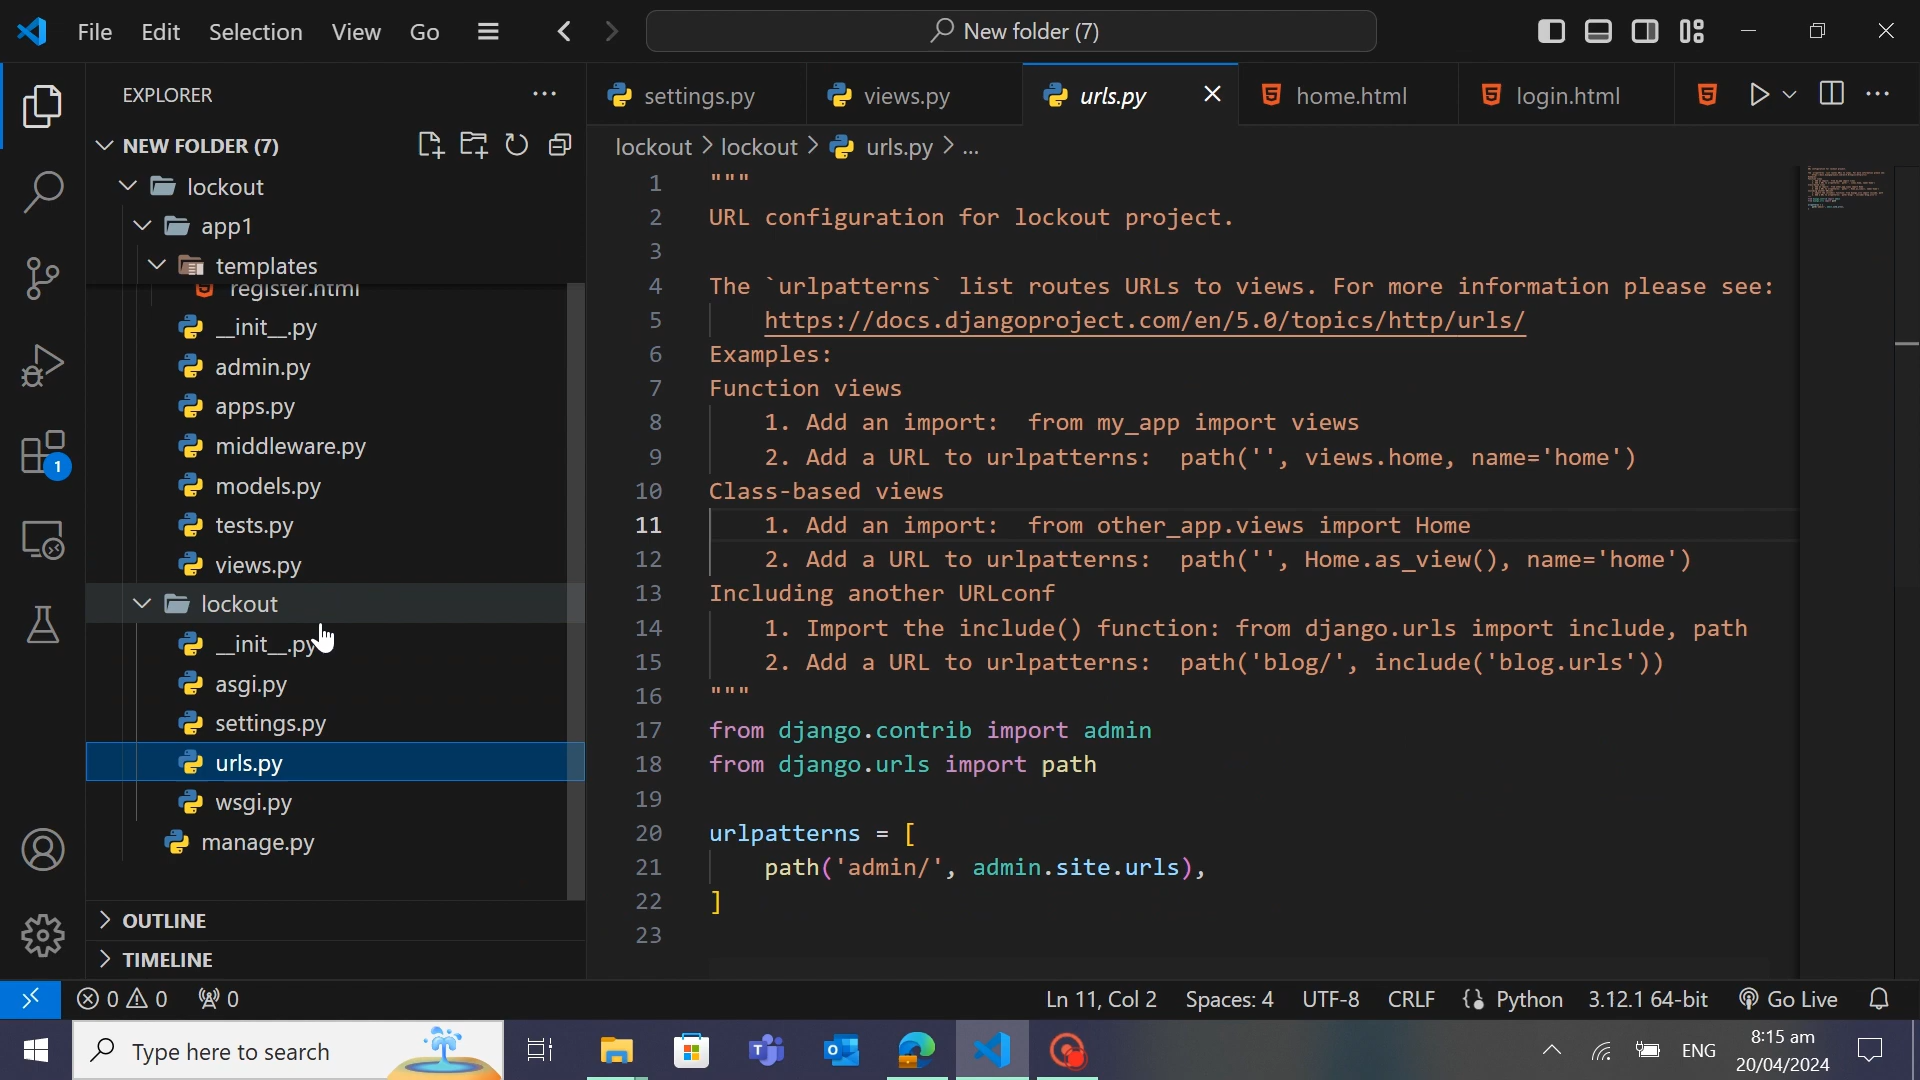 File Edit Selection View Go
New folder (7)
EXPLORER
NEW FOLDER (7)
lockout
app1
templates
register.html
__init__.py
admin.py
apps.py
middleware.py
models.py
tests.py
views.py
lockout
__init__.py
asgi.py
settings.py
urls.py
wsgi.py
manage.py
OUTLINE
TIMELINE
1
settings.py views.py urls.py home.html login.html
lockout > lockout > urls.py > ...
1 """
2 URL configuration for lockout project.
3
4 The `urlpatterns` list routes URLs to views. For more information please see:
5 https://docs.djangoproject.com/en/5.0/topics/http/urls/
6 Examples:
7 Function views
8 1. Add an import:  from my_app import views
9 2. Add a URL to urlpatterns:  path('', views.home, name='home')
10 Class-based views
11 1. Add an import:  from other_app.views import Home
12 2. Add a URL to urlpatterns:  path('', Home.as_view(), name='home')
13 Including another URLconf
14 1. Import the include() function: from django.urls import include, path
15 2. Add a URL to urlpatterns:  path('blog/', include('blog.urls'))
16 """
17 from django.contrib import admin
18 from django.urls import path
19
20 urlpatterns = [
21 path('admin/', admin.site.urls),
22 ]
23
0 0 0 Ln 11, Col 2 Spaces: 4 UTF-8 CRLF Python 3.12.1 64-bit Go Live
Type here to search
ENG
8:15 am
20/04/2024